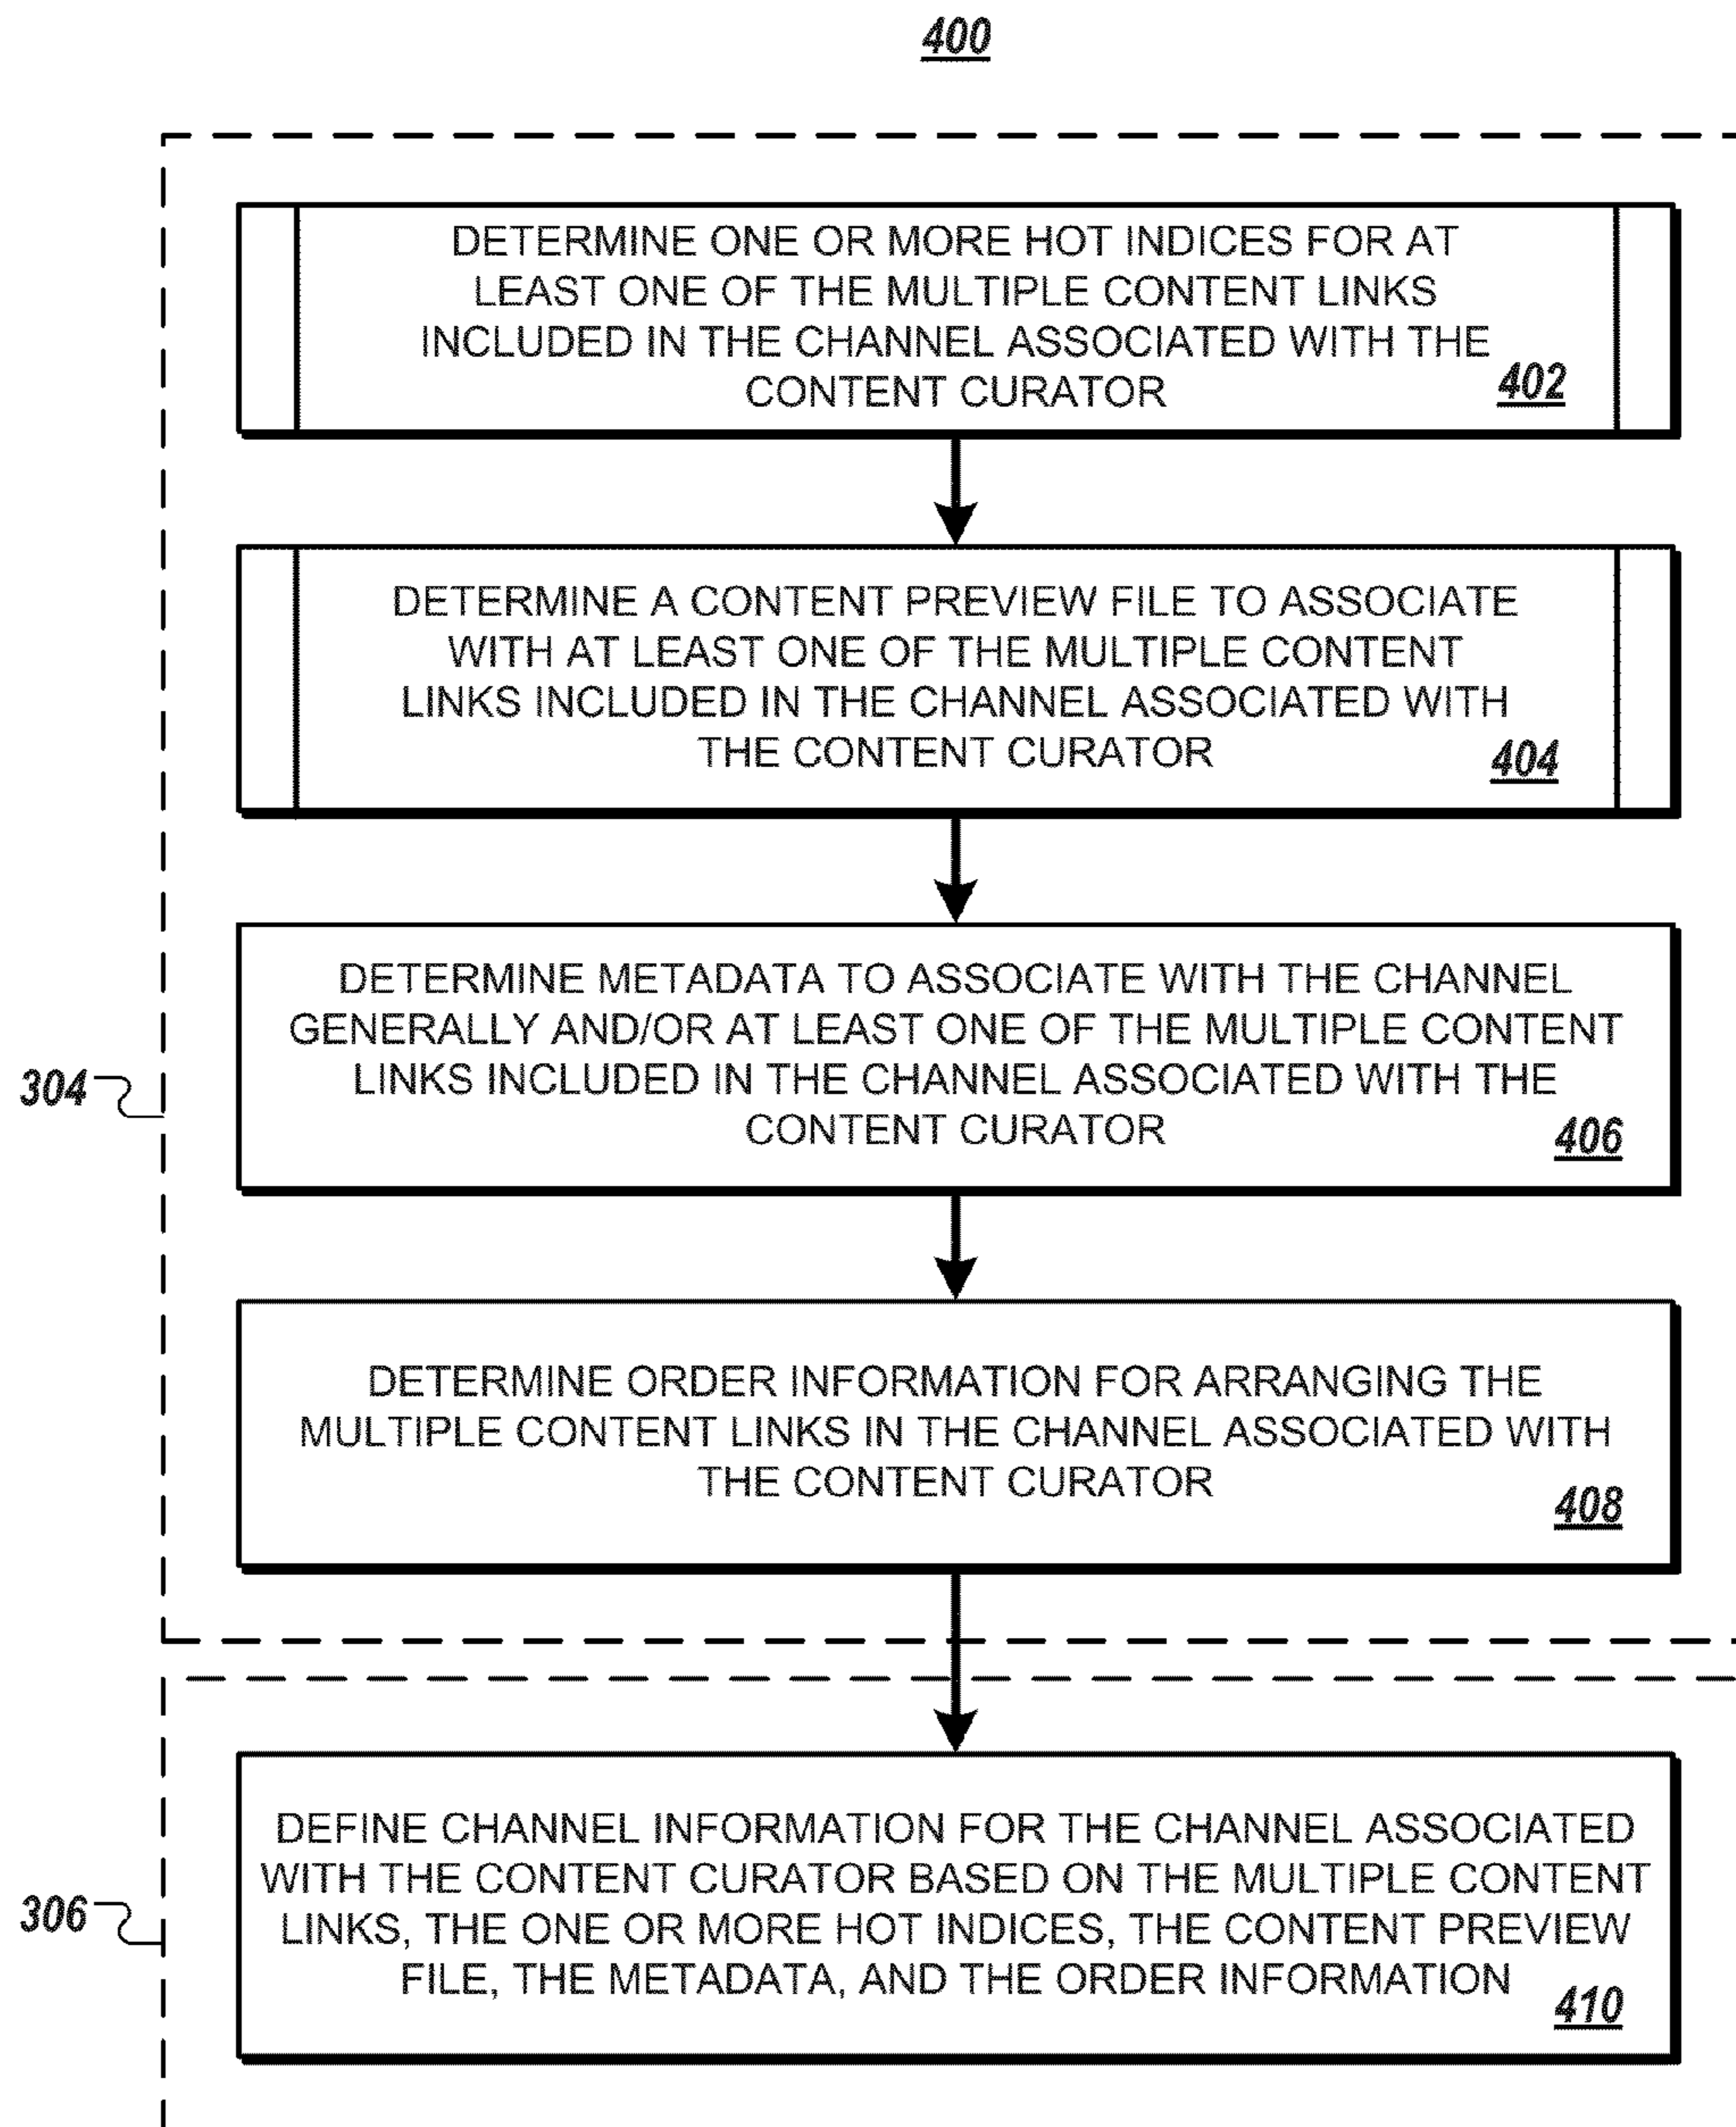 400
DETERMINE ONE OR MORE HOT INDICES FOR AT
LEAST ONE OF THE MULTIPLE CONTENT LINKS
INCLUDED IN THE CHANNEL ASSOCIATED WITH THE
CONTENT CURATOR
402
DETERMINE A CONTENT PREVIEW FILE TO ASSOCIATE
WITH AT LEAST ONE OF THE MULTIPLE CONTENT
LINKS INCLUDED IN THE CHANNEL ASSOCIATED WITH
THE CONTENT CURATOR
404
DETERMINE METADATA TO ASSOCIATE WITH THE CHANNEL
GENERALLY AND/OR AT LEAST ONE OF THE MULTIPLE CONTENT
LINKS INCLUDED IN THE CHANNEL ASSOCIATED WITH THE
CONTENT CURATOR
406
304
DETERMINE ORDER INFORMATION FOR ARRANGING THE
MULTIPLE CONTENT LINKS IN THE CHANNEL ASSOCIATED WITH
THE CONTENT CURATOR
408
DEFINE CHANNEL INFORMATION FOR THE CHANNEL ASSOCIATED
WITH THE CONTENT CURATOR BASED ON THE MULTIPLE CONTENT
LINKS, THE ONE OR MORE HOT INDICES, THE CONTENT PREVIEW
FILE, THE METADATA, AND THE ORDER INFORMATION
410
306